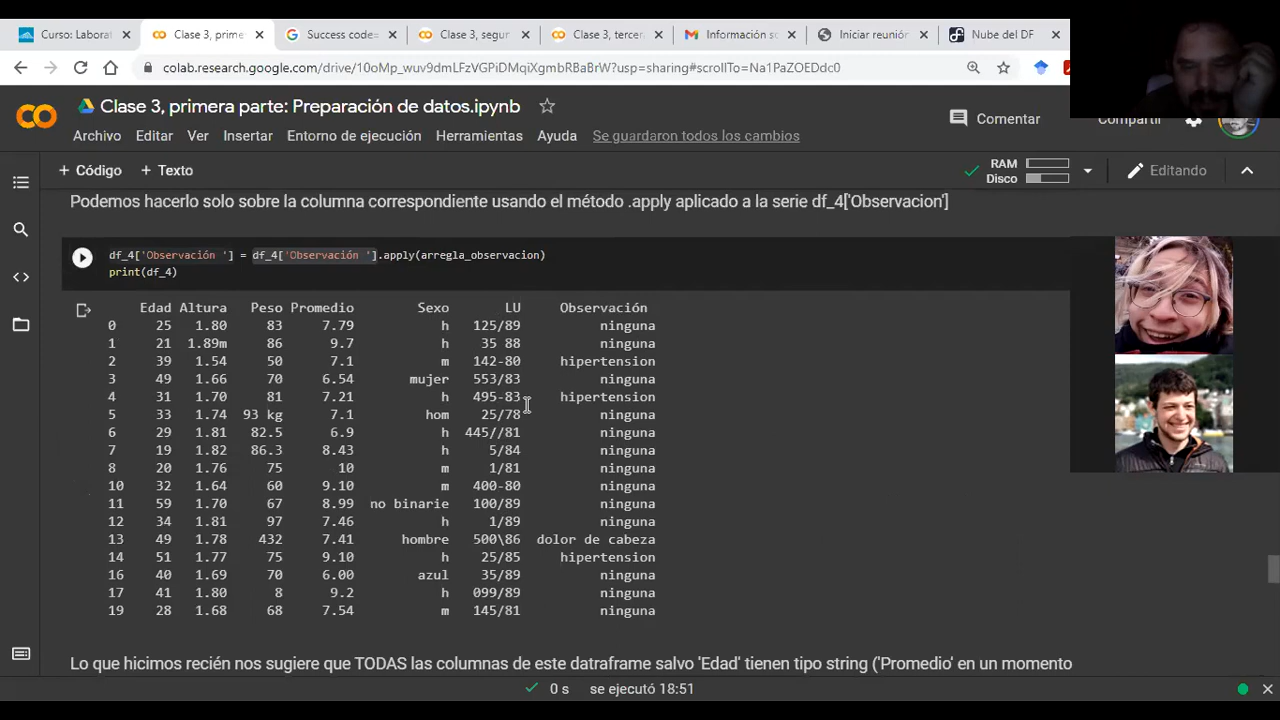 Curso: Laborat
Clase 3, prime
Success code=
Clase 3, segur
Clase 3, tercer
Información so
Iniciar reunión
Nube del DF
colab.research.google.com/drive/10oMp_wuv9dmLFzVGPiDMqiXgmbRBaBrW?usp=sharing#scrollTo=Na1PaZOEDdc0
Clase 3, primera parte: Preparación de datos.ipynb
Comentar
Compartir
Archivo Editar Ver Insertar Entorno de ejecución Herramientas Ayuda Se guardaron todos los cambios
+ Código + Texto
RAM
Disco
Editando
Podemos hacerlo solo sobre la columna correspondiente usando el método .apply aplicado a la serie df_4['Observacion']
df_4['Observación '] = df_4['Observación '].apply(arregla_observacion)
print(df_4)
Edad Altura Peso Promedio Sexo LU Observación
0 25 1.80 83 7.79 h 125/89 ninguna
1 21 1.89m 86 9.7 h 35 88 ninguna
2 39 1.54 50 7.1 m 142-80 hipertension
3 49 1.66 70 6.54 mujer 553/83 ninguna
4 31 1.70 81 7.21 h 495-83 hipertension
5 33 1.74 93 kg 7.1 hom 25/78 ninguna
6 29 1.81 82.5 6.9 h 445//81 ninguna
7 19 1.82 86.3 8.43 h 5/84 ninguna
8 20 1.76 75 10 m 1/81 ninguna
10 32 1.64 60 9.10 m 400-80 ninguna
11 59 1.70 67 8.99 no binarie 100/89 ninguna
12 34 1.81 97 7.46 h 1/89 ninguna
13 49 1.78 432 7.41 hombre 500\86 dolor de cabeza
14 51 1.77 75 9.10 h 25/85 hipertension
16 40 1.69 70 6.00 azul 35/89 ninguna
17 41 1.80 8 9.2 h 099/89 ninguna
19 28 1.68 68 7.54 m 145/81 ninguna
Lo que hicimos recién nos sugiere que TODAS las columnas de este datraframe salvo 'Edad' tienen tipo string ('Promedio' en un momento
0 s se ejecutó 18:51